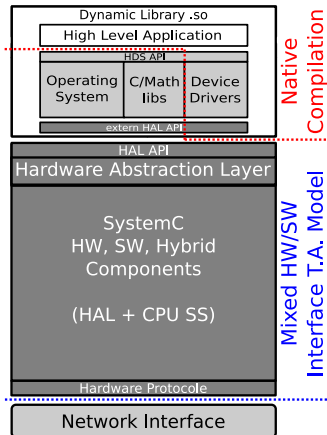 Dynamic Library .so
High Level Application
HDS API
Operating
System
C/Math
libs
Device
Drivers
extern HAL API
HAL API
Hardware Abstraction Layer
SystemC
HW, SW, Hybrid
Components
(HAL + CPU SS)
Hardware Protocole
Network Interface
Native
Compilation
Mixed HW/SW
Interface T.A. Model